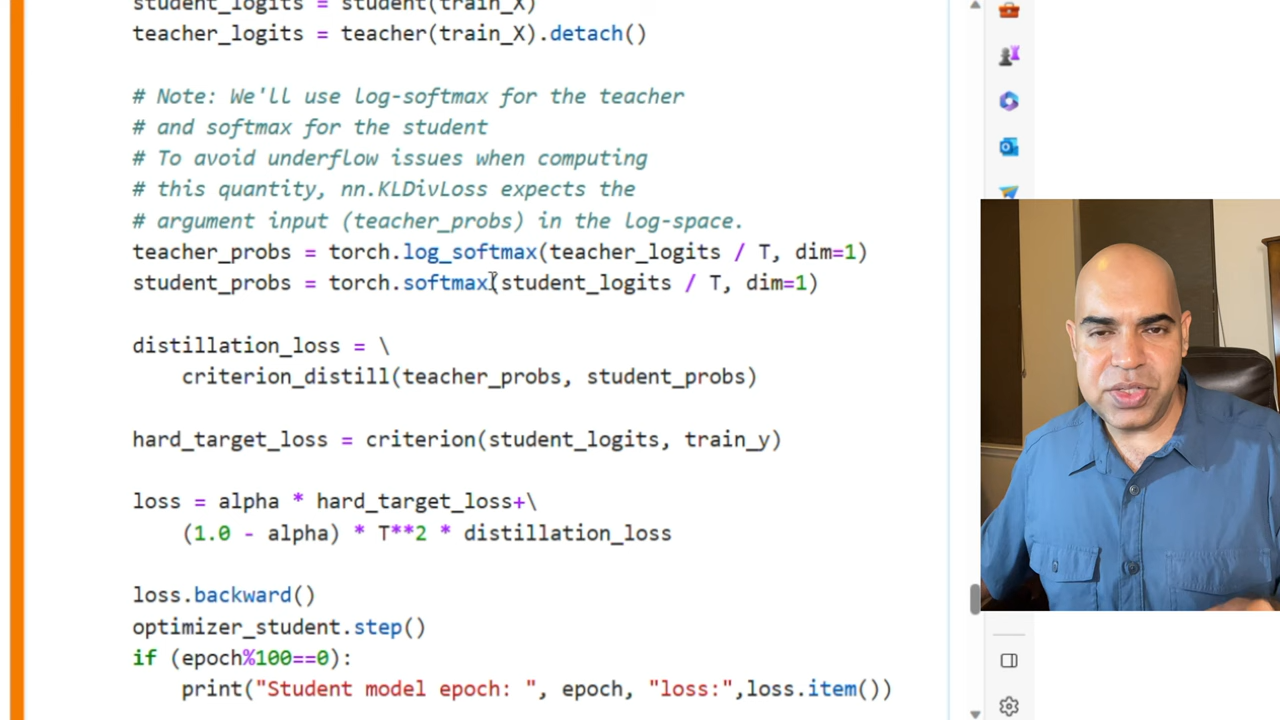 student_logits = student(train_X)
teacher_logits = teacher(train_X).detach()
# Note: We'll use log-softmax for the teacher
# and softmax for the student
# To avoid underflow issues when computing
# this quantity, nn.KLDivLoss expects the
# argument input (teacher_probs) in the log-space.
teacher_probs = torch.log_softmax(teacher_logits / T, dim=1)
student_probs = torch.softmax(student_logits / T, dim=1)
distillation_loss = \
criterion_distill(teacher_probs, student_probs)
hard_target_loss = criterion(student_logits, train_y)
loss = alpha * hard_target_loss+\
(1.0 - alpha) * T**2 * distillation_loss
loss.backward()
optimizer_student.step()
if (epoch%100==0):
print("Student model epoch: ", epoch, "loss:",loss.item())